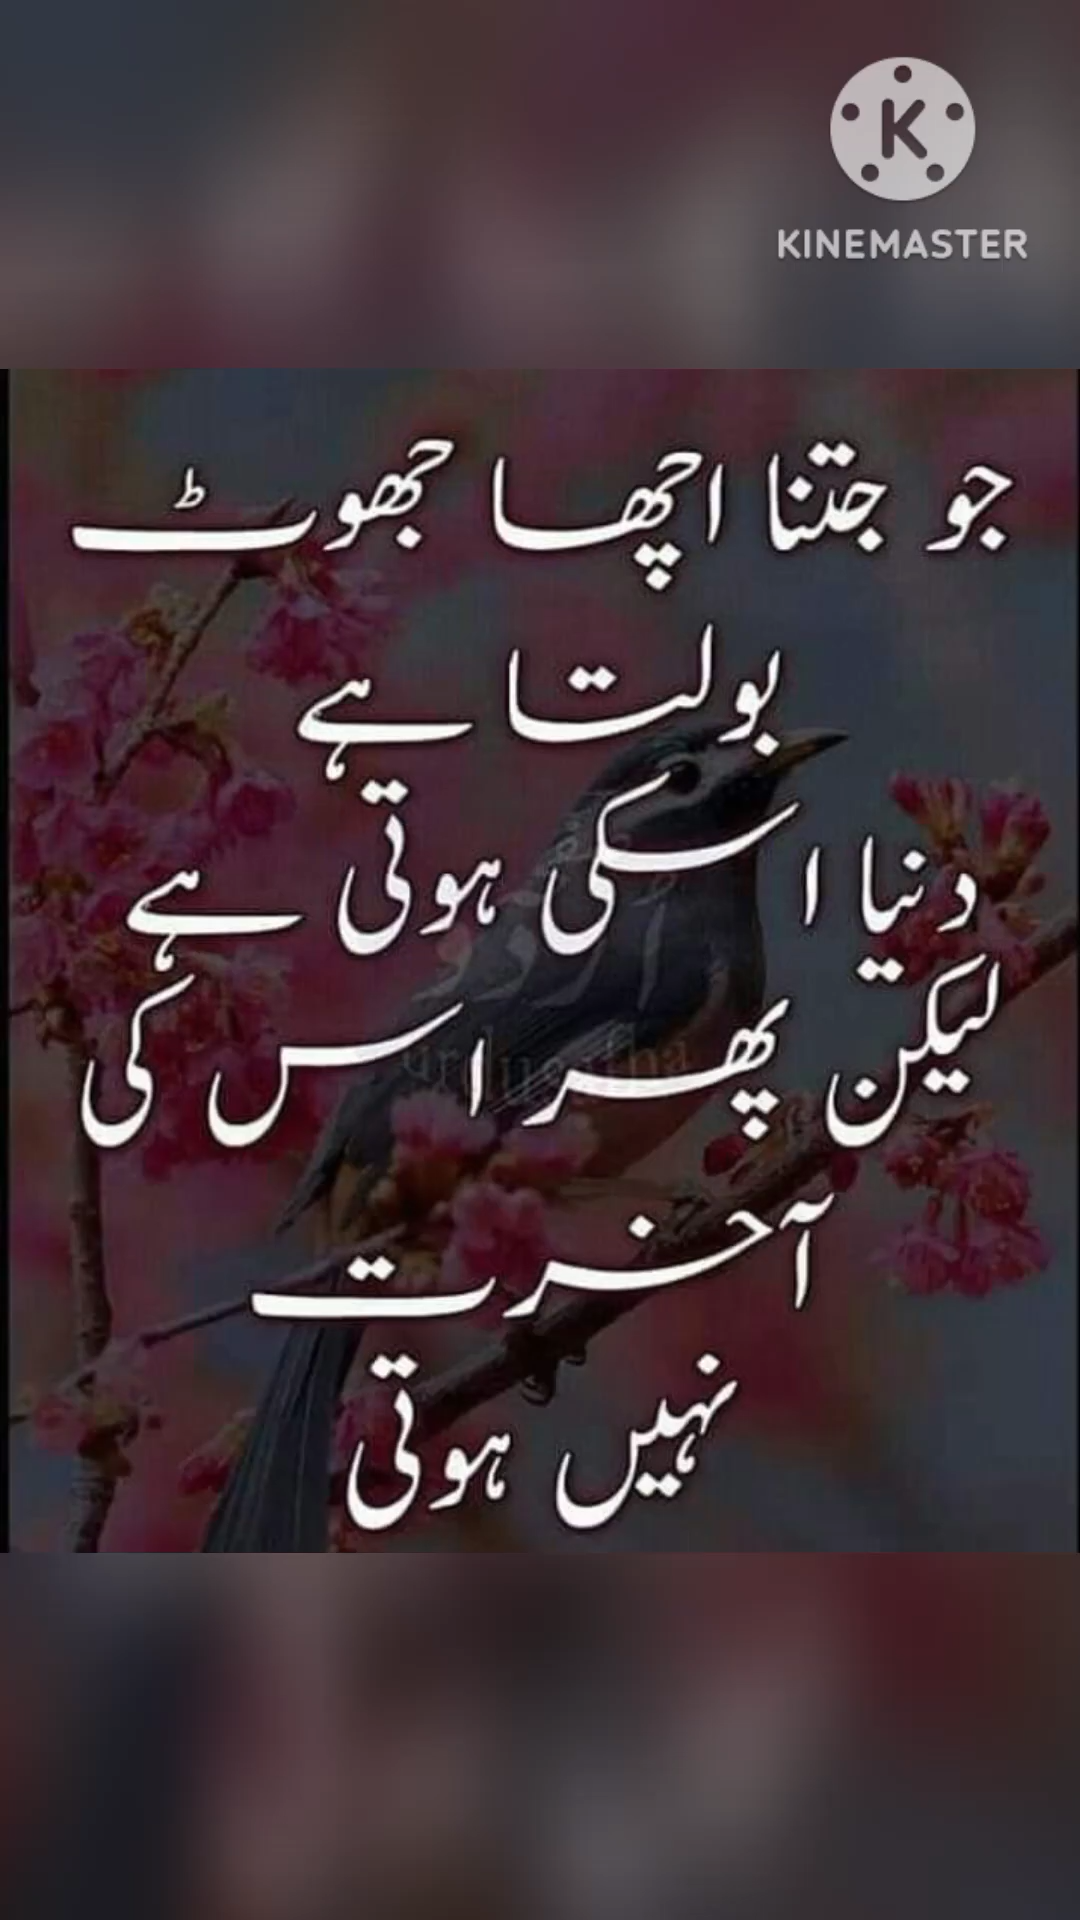 KINEMASTER
جو جتنا اچھا جھوٹ
بولتا ہے
دنیا اسکی ہوتی ہے
لیکن پھر اس کی
آخرت
نہیں ہوتی